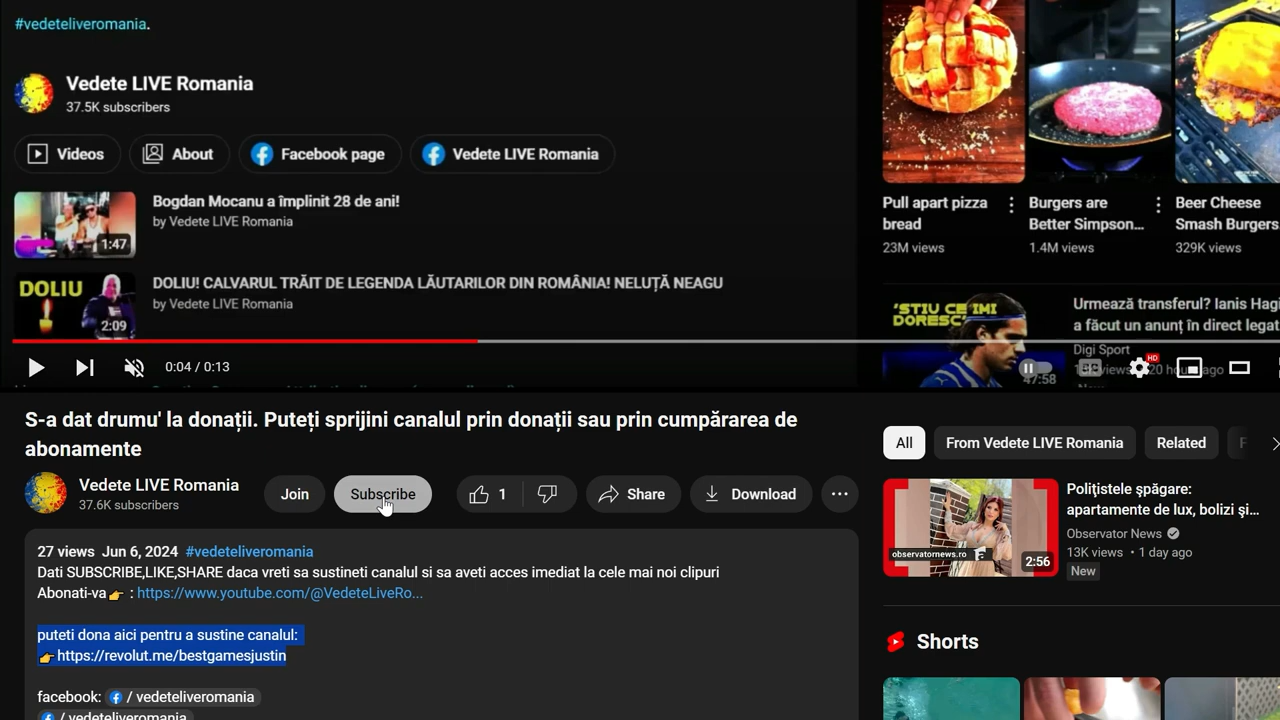 #vedeteliveromania.
Vedete LIVE Romania
37.5K subscribers
Videos
About
Facebook page
Vedete LIVE Romania
Bogdan Mocanu a împlinit 28 de ani!
by Vedete LIVE Romania
1:47
DOLIU! CALVARUL TRĂIT DE LEGENDA LĂUTARILOR DIN ROMÂNIA! NELUȚĂ NEAGU
by Vedete LIVE Romania
DOLIU
2:09
Pull apart pizza
bread
23M views
Burgers are
Better Simpson...
1.4M views
Beer Cheese
Smash Burgers
329K views
'ȘTIU CE ÎMI
DORESC'
47:58
Urmează transferul? Ianis Hagi
a făcut un anunț în direct legat
Digi Sport
0:04 / 0:13
HD
S-a dat drumu' la donații. Puteți sprijini canalul prin donații sau prin cumpărarea de
abonamente
Vedete LIVE Romania
37.6K subscribers
Join
Subscribe
1
Share
Download
27 views Jun 6, 2024 #vedeteliveromania
Dati SUBSCRIBE,LIKE,SHARE daca vreti sa sustineti canalul si sa aveti acces imediat la cele mai noi clipuri
Abonati-va👉 : https://www.youtube.com/@VedeteLiveRo...
puteti dona aici pentru a sustine canalul:
👉https://revolut.me/bestgamesjustin
facebook: / vedeteliveromania
/ vedeteliveromania
All
From Vedete LIVE Romania
Related
Polițistele șpăgare:
apartamente de lux, bolizi și...
Observator News
13K views • 1 day ago
New
observatornews.ro
2:56
Shorts